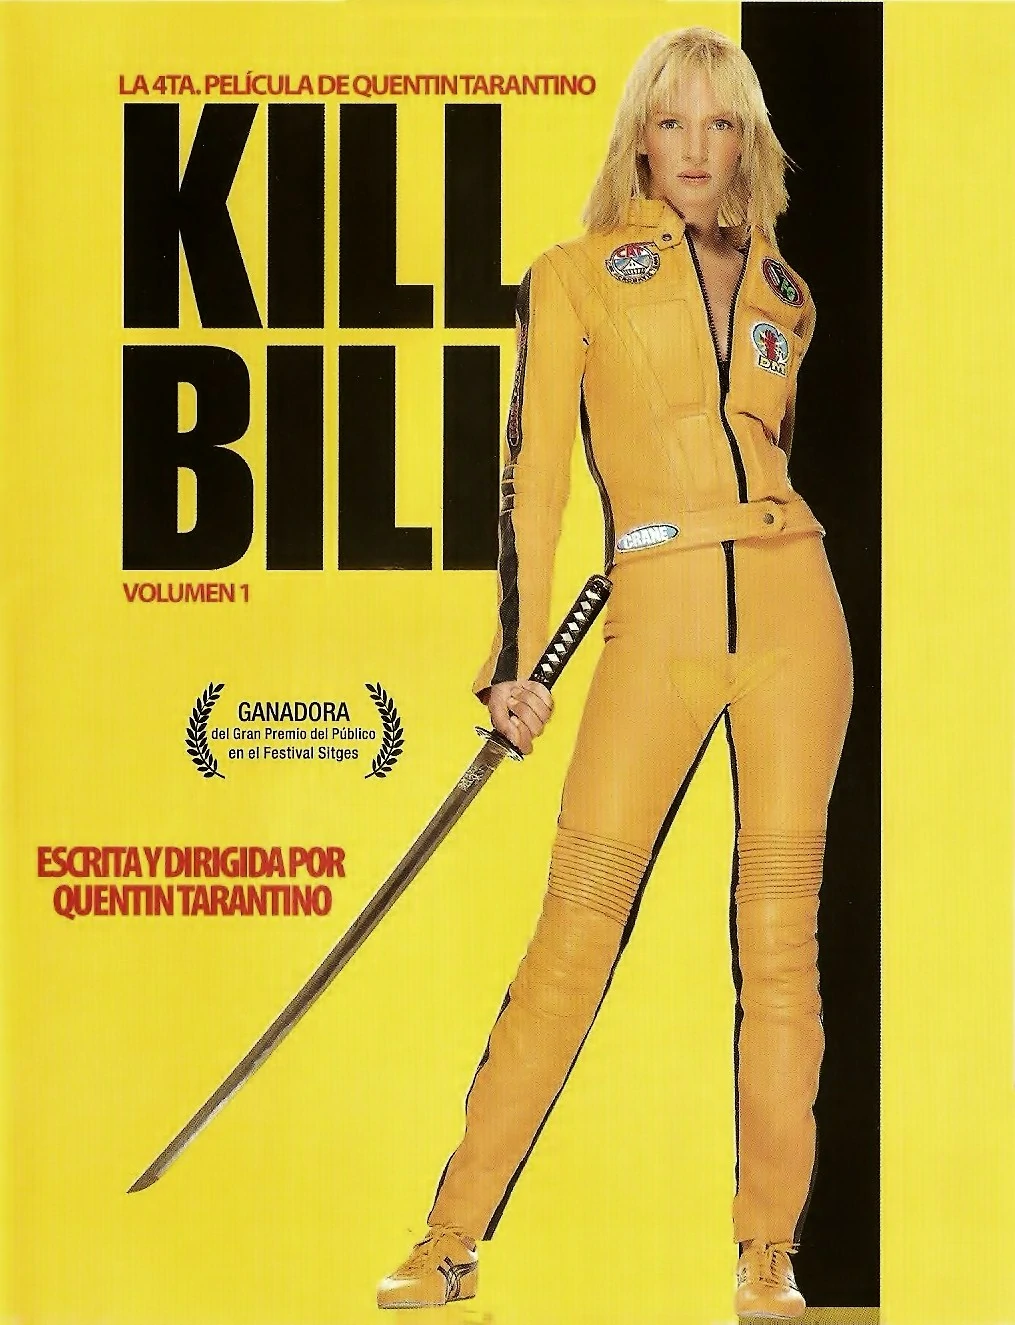 LA 4TA. PELÍCULA DE QUENTIN TARANTINO
KILL
BILL
VOLUMEN 1
GANADORA
del Gran Premio del Público
en el Festival Sitges
ESCRITA Y DIRIGIDA POR
QUENTIN TARANTINO
CAT
DM
CRANE